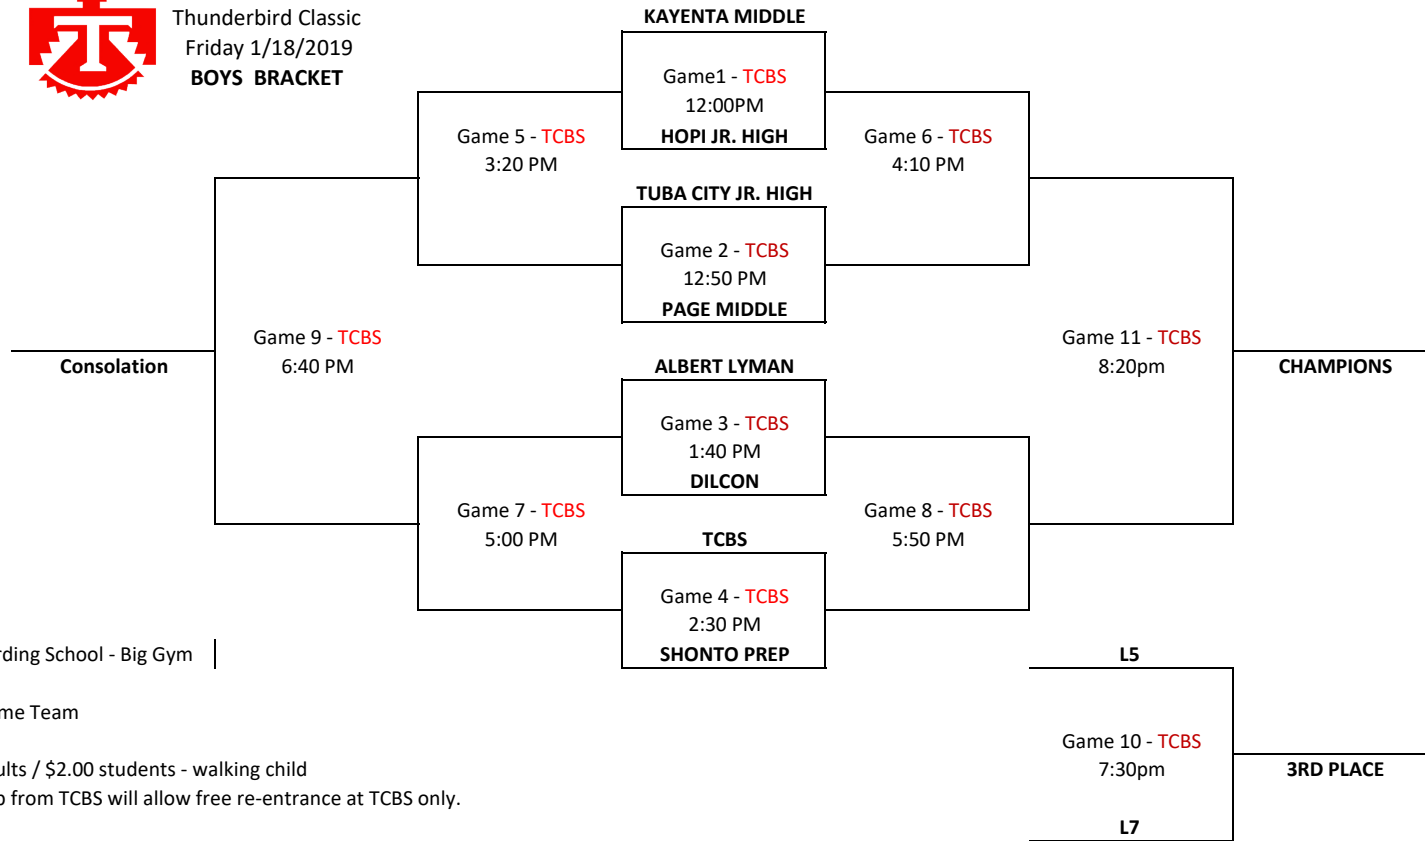 T
Thunderbird Classic
Friday 1/18/2019
BOYS BRACKET
KAYENTA MIDDLE
Game1 - TCBS
12:00PM
HOPI JR. HIGH
Game 5 - TCBS
3:20 PM
Game 6 - TCBS
4:10 PM
TUBA CITY JR. HIGH
Game 2 - TCBS
12:50 PM
PAGE MIDDLE
Game 9 - TCBS
6:40 PM
Consolation
Game 11 - TCBS
8:20pm
CHAMPIONS
ALBERT LYMAN
Game 3 - TCBS
1:40 PM
DILCON
Game 7 - TCBS
5:00 PM
Game 8 - TCBS
5:50 PM
TCBS
Game 4 - TCBS
2:30 PM
SHONTO PREP
rding School - Big Gym
me Team
ults / $2.00 students - walking child
from TCBS will allow free re-entrance at TCBS only.
L5
Game 10 - TCBS
7:30pm
3RD PLACE
L7